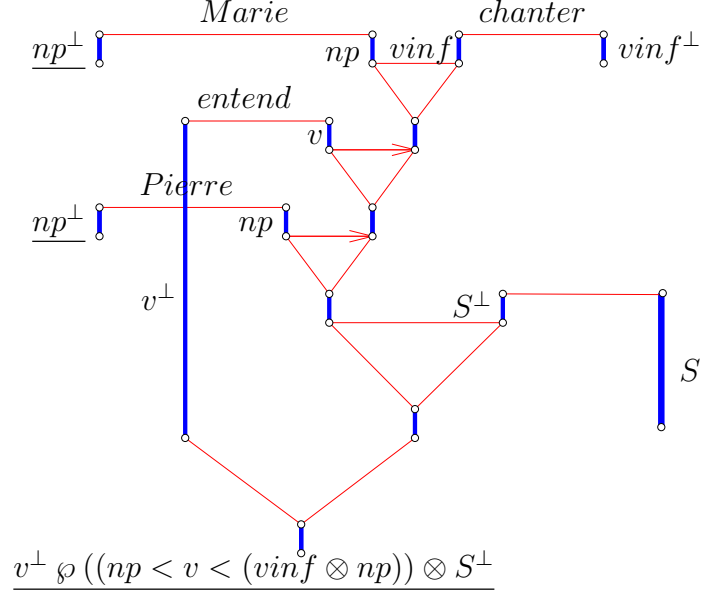 Marie chanter
np⊥ np vinf vinf⊥
entend
v
Pierre
np⊥ np
v⊥ S⊥
S
v⊥ ℘ ((np < v < (vinf ⊗ np)) ⊗ S⊥